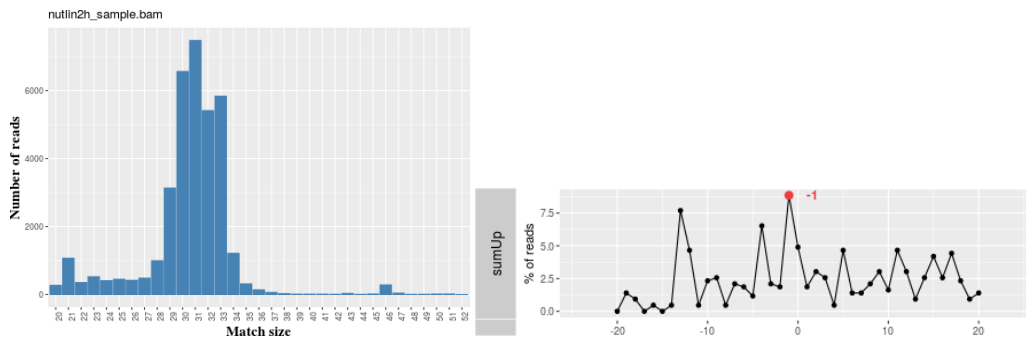 nutlin2h_sample.bam
Number of reads
6000
4000
2000
0
20 21 22 23 24 25 26 27 28 29 30 31 32 33 34 35 36 37 38 39 40 41 42 43 44 45 46 47 48 49 50 51 52
Match size
sumUp
% of reads
7.5
5.0
2.5
0.0
-1
-20 -10 0 10 20